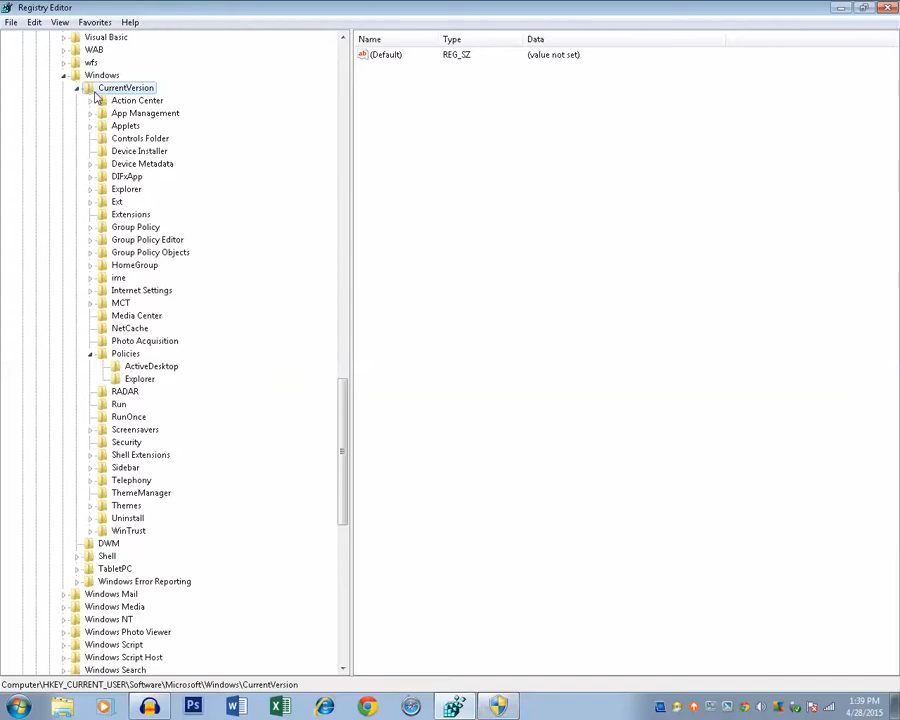 Registry Editor
File Edit View Favorites Help
Visual Basic
WAB
wfs
Windows
CurrentVersion
Action Center
App Management
Applets
Controls Folder
Device Installer
Device Metadata
DIFxApp
Explorer
Ext
Extensions
Group Policy
Group Policy Editor
Group Policy Objects
HomeGroup
ime
Internet Settings
MCT
Media Center
NetCache
Photo Acquisition
Policies
ActiveDesktop
Explorer
RADAR
Run
RunOnce
Screensavers
Security
Shell Extensions
Sidebar
Telephony
ThemeManager
Themes
Uninstall
WinTrust
DWM
Shell
TabletPC
Windows Error Reporting
Windows Mail
Windows Media
Windows NT
Windows Photo Viewer
Windows Script
Windows Script Host
Windows Search
Name Type Data
ab (Default) REG_SZ (value not set)
Computer\HKEY_CURRENT_USER\Software\Microsoft\Windows\CurrentVersion
Ps W X
1:39 PM
4/28/2015